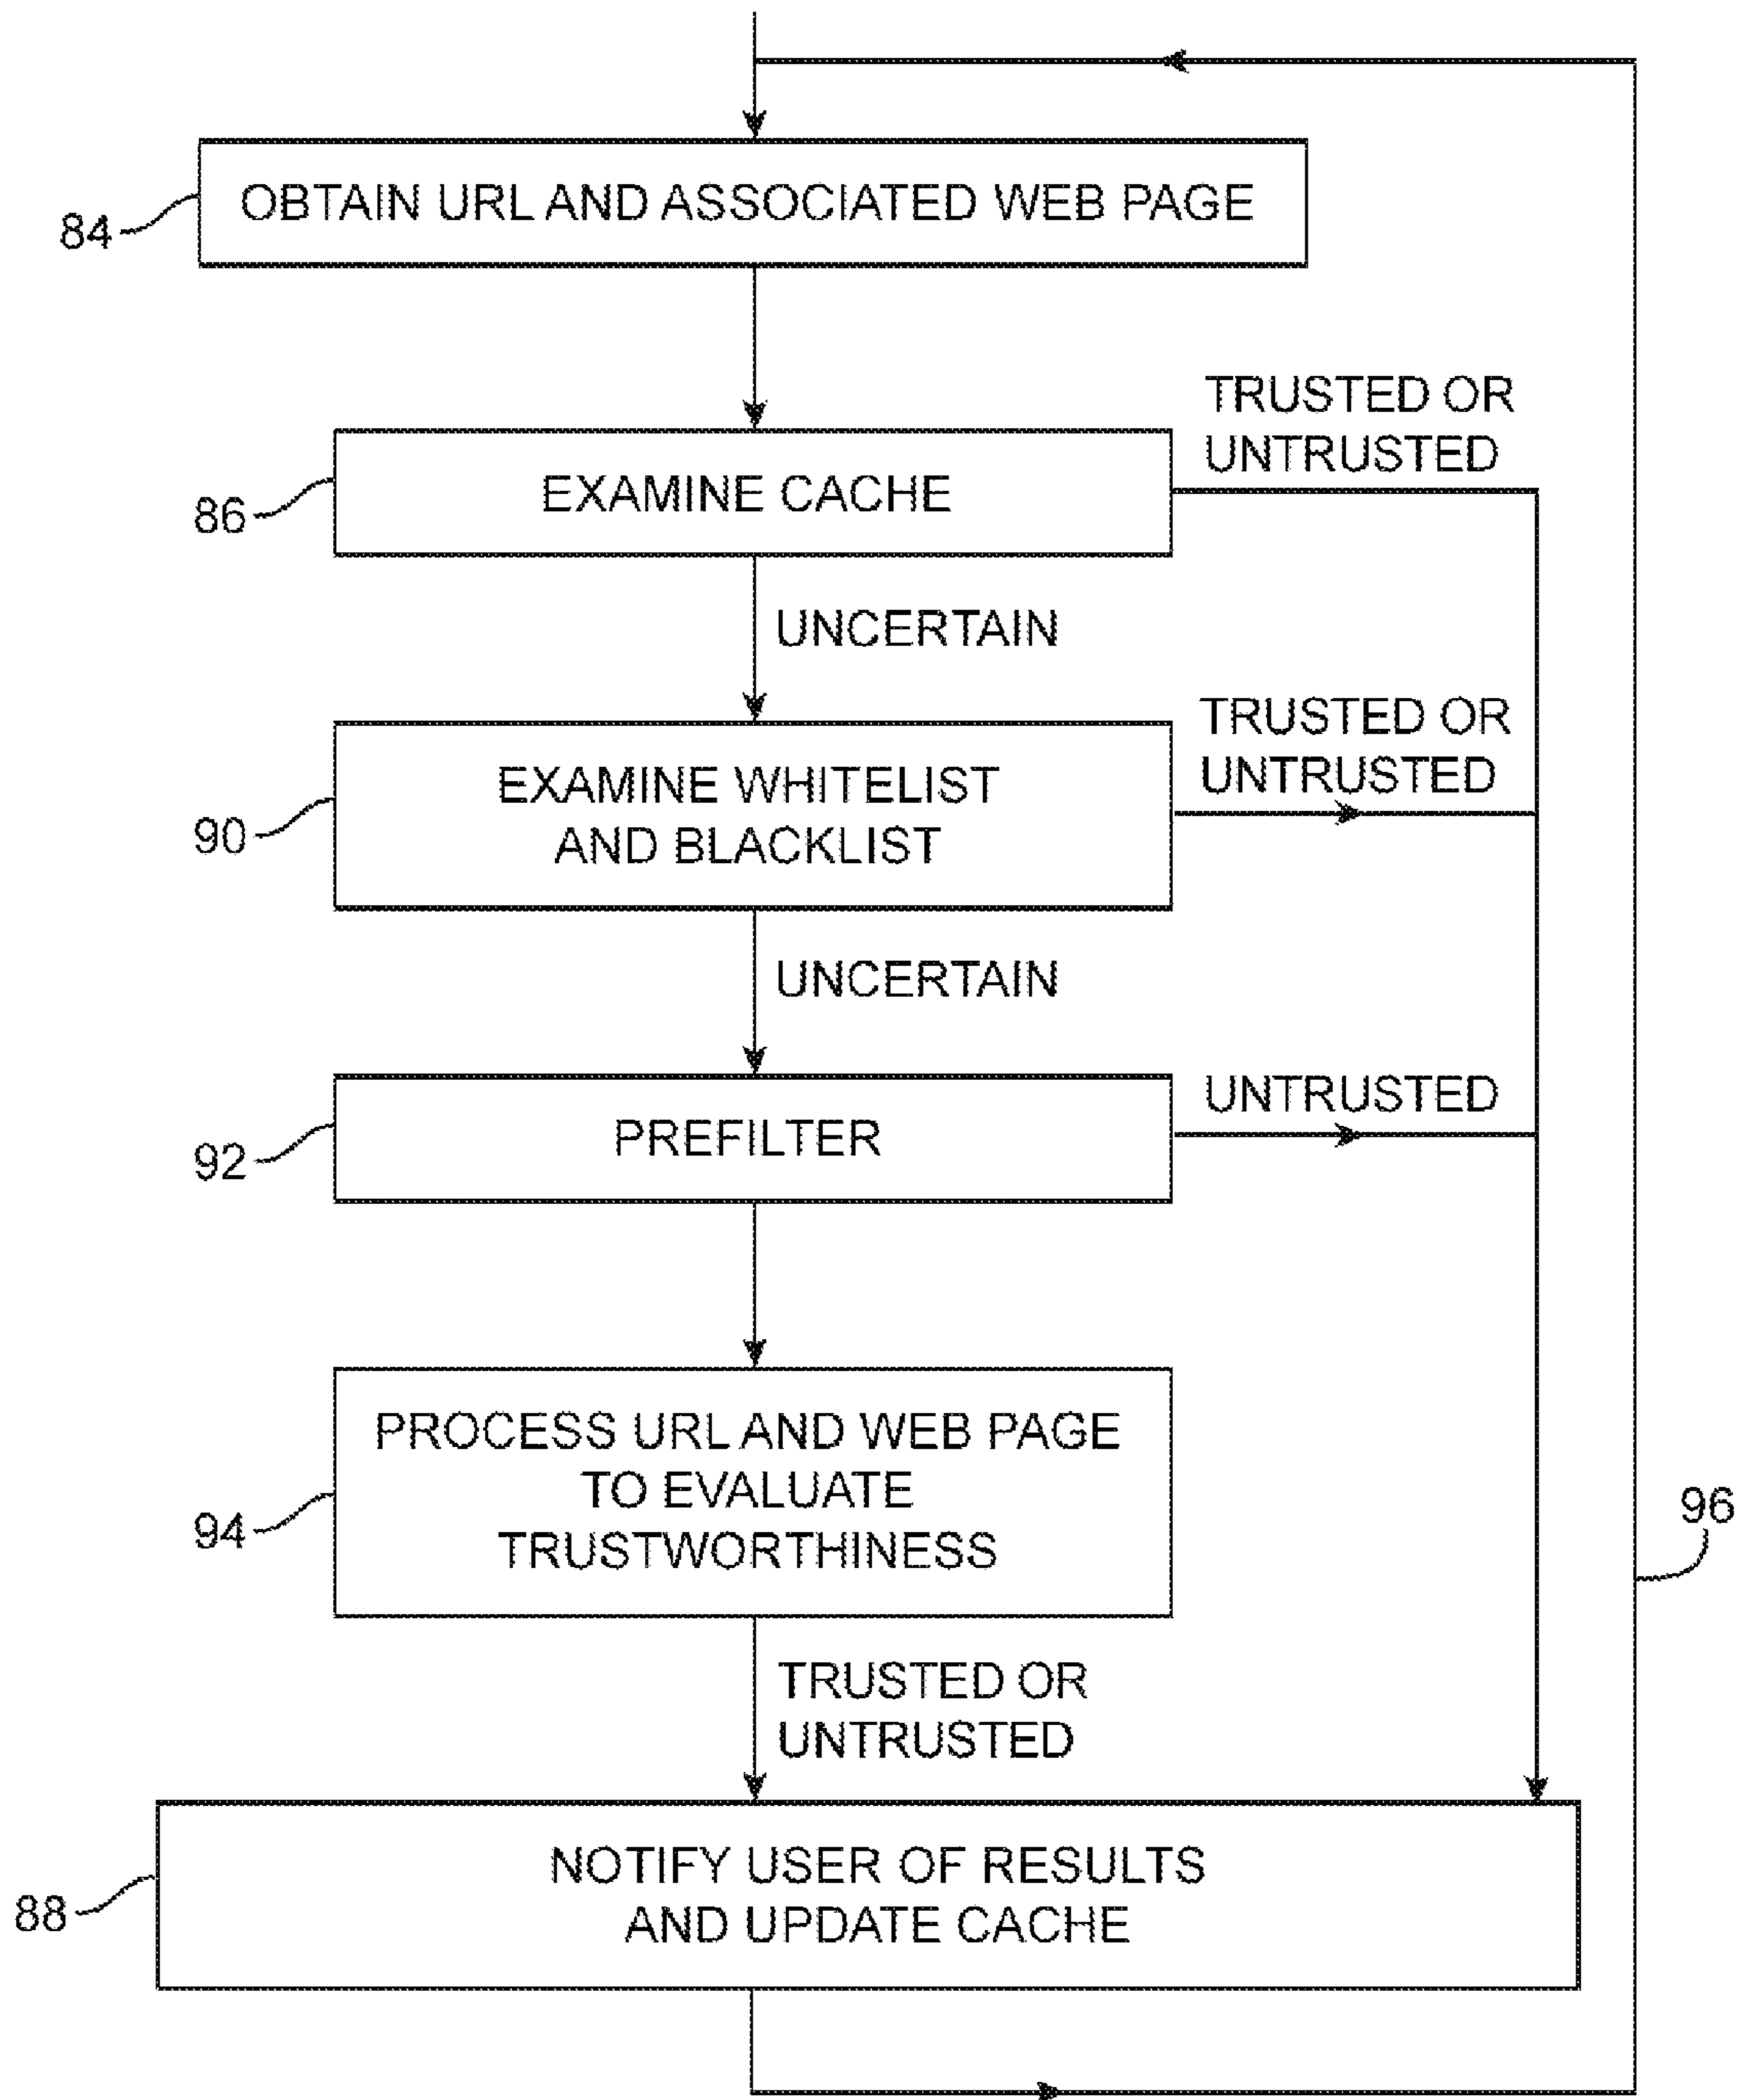 OBTAIN URL AND ASSOCIATED WEB PAGE
84
TRUSTED OR
UNTRUSTED
EXAMINE CACHE
86
UNCERTAIN
TRUSTED OR
UNTRUSTED
EXAMINE WHITELIST
AND BLACKLIST
90
UNCERTAIN
UNTRUSTED
PREFILTER
92
PROCESS URL AND WEB PAGE
TO EVALUATE
TRUSTWORTHINESS
94
96
TRUSTED OR
UNTRUSTED
NOTIFY USER OF RESULTS
AND UPDATE CACHE
88